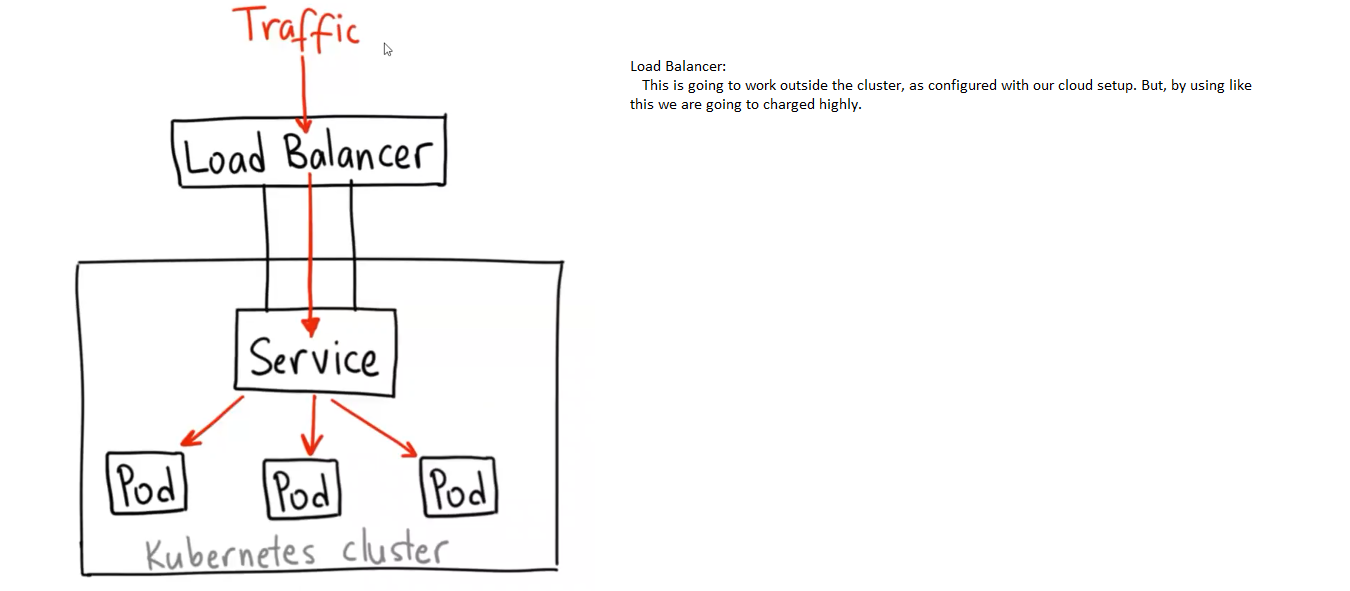 Traffic
Load Balancer
Service
Pod Pod Pod
Kubernetes cluster
Load Balancer:
This is going to work outside the cluster, as configured with our cloud setup. But, by using like
this we are going to charged highly.